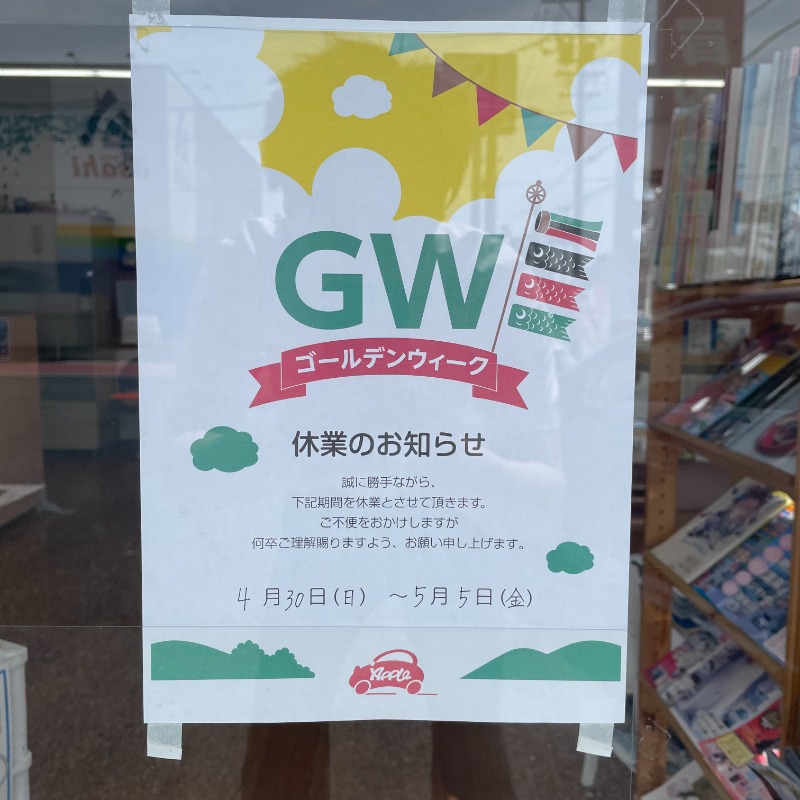 GW
ゴールデンウィーク
休業のお知らせ
誠に勝手ながら、
下記期間を休業とさせて頂きます。
ご不便をおかけしますが
何卒ご理解賜りますよう、お願い申し上げます。
4月30日(日) ～5月5日(金)
Apple